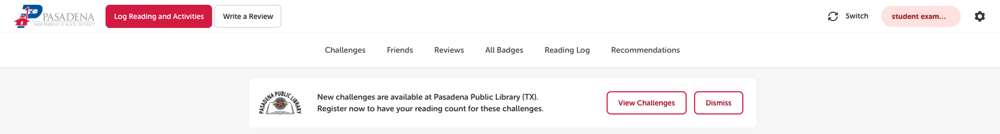 PASADENA
INDEPENDENT SCHOOL DISTRICT
Log Reading and Activities
Write a Review
Switch
student exam...
Challenges
Friends
Reviews
All Badges
Reading Log
Recommendations
PASADENA PUBLIC LIBRARY
New challenges are available at Pasadena Public Library (TX).
Register now to have your reading count for these challenges.
View Challenges
Dismiss